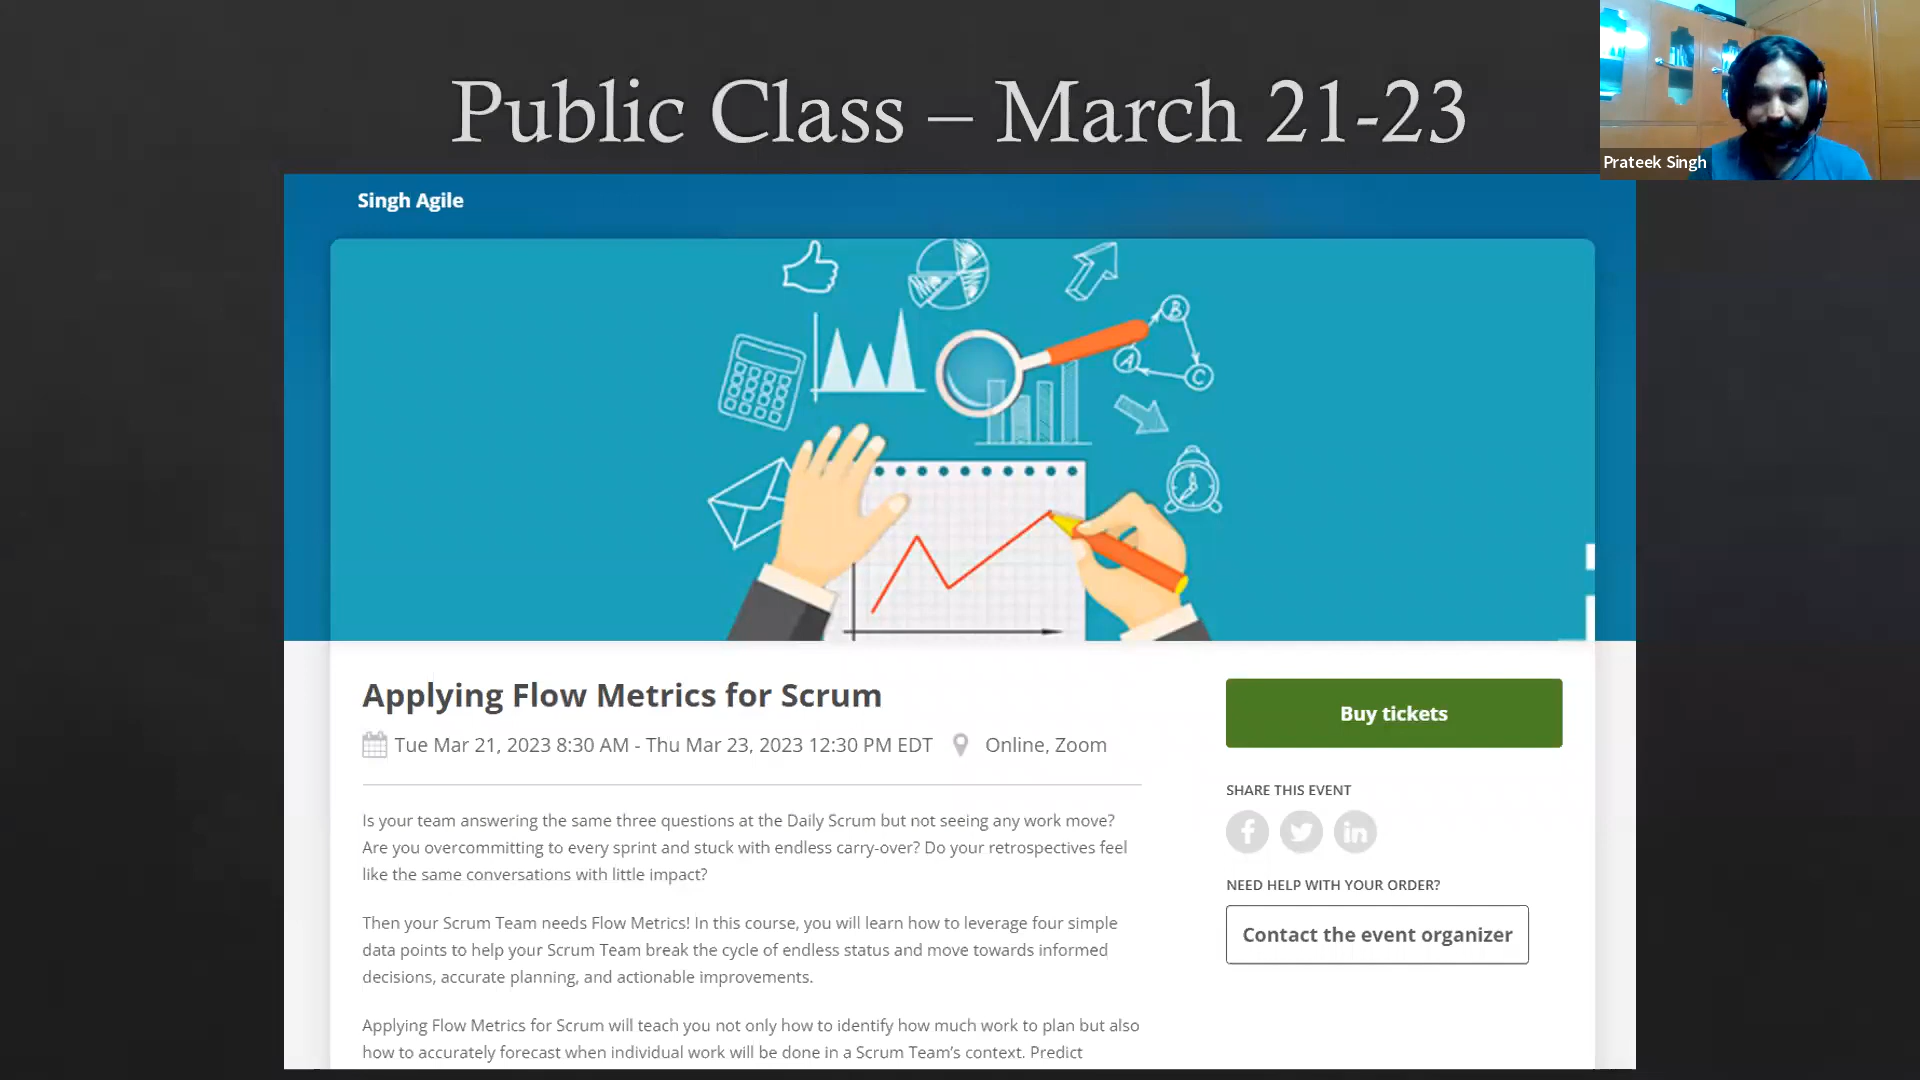 Public Class – March 21-23
Prateek Singh
Singh Agile
B
A
C
Applying Flow Metrics for Scrum
Tue Mar 21, 2023 8:30 AM - Thu Mar 23, 2023 12:30 PM EDT
Online, Zoom
Is your team answering the same three questions at the Daily Scrum but not seeing any work move?
Are you overcommitting to every sprint and stuck with endless carry-over? Do your retrospectives feel
like the same conversations with little impact?
Then your Scrum Team needs Flow Metrics! In this course, you will learn how to leverage four simple
data points to help your Scrum Team break the cycle of endless status and move towards informed
decisions, accurate planning, and actionable improvements.
Applying Flow Metrics for Scrum will teach you not only how to identify how much work to plan but also
how to accurately forecast when individual work will be done in a Scrum Team's context. Predict
Buy tickets
SHARE THIS EVENT
NEED HELP WITH YOUR ORDER?
Contact the event organizer